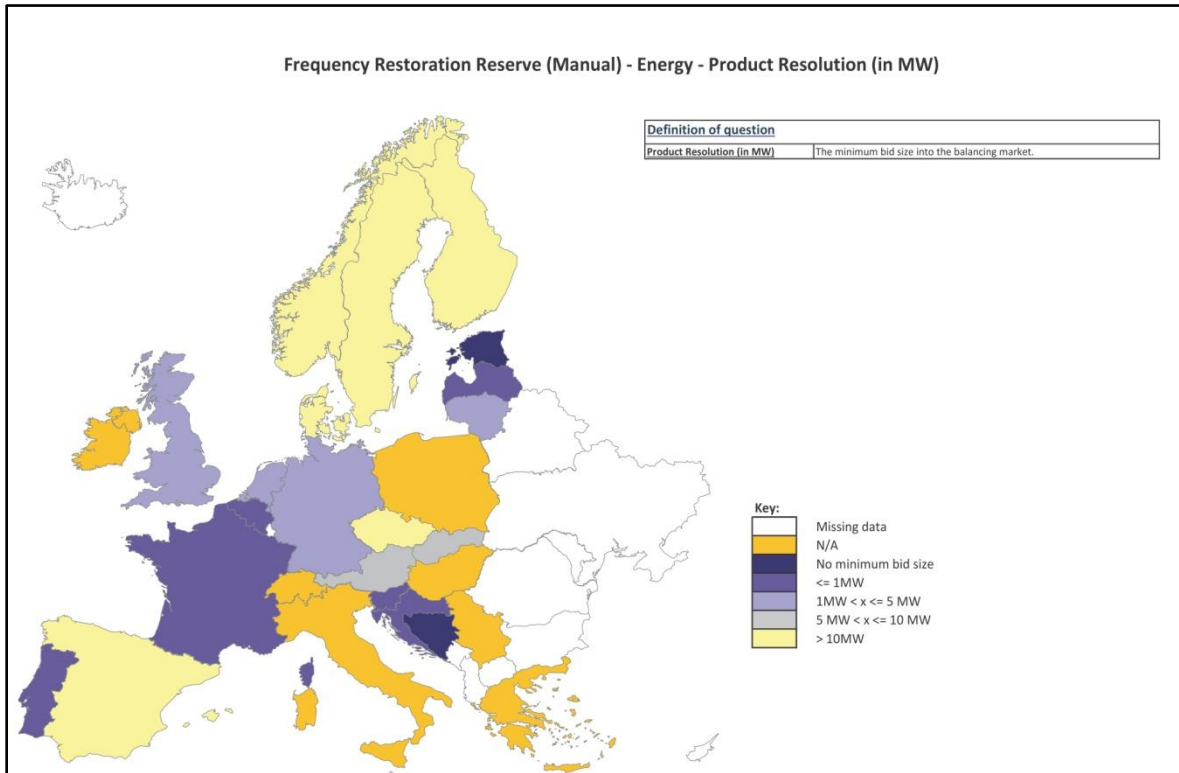 Frequency Restoration Reserve (Manual) - Energy - Product Resolution (in MW)
Definition of question
Product Resolution (in MW) The minimum bid size into the balancing market.
Key:
Missing data
N/A
No minimum bid size
<= 1MW
1MW < x <= 5 MW
5 MW < x <= 10 MW
> 10MW